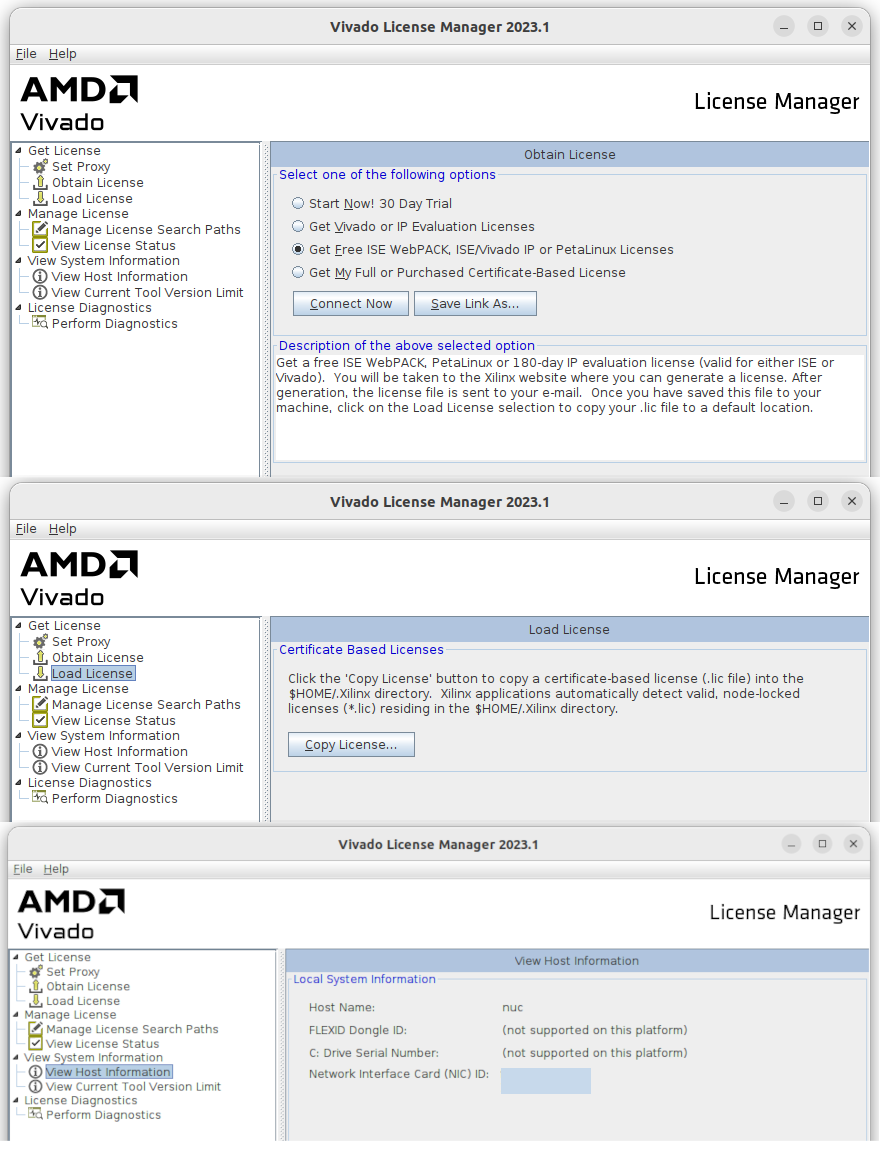 Vivado License Manager 2023.1
File Help
AMD
Vivado
License Manager
Get License
Set Proxy
Obtain License
Load License
Manage License
Manage License Search Paths
View License Status
View System Information
View Host Information
View Current Tool Version Limit
License Diagnostics
Perform Diagnostics
Obtain License
Select one of the following options
Start Now! 30 Day Trial
Get Vivado or IP Evaluation Licenses
Get Free ISE WebPACK, ISE/Vivado IP or PetaLinux Licenses
Get My Full or Purchased Certificate-Based License
Connect Now Save Link As...
Description of the above selected option
Get a free ISE WebPACK, PetaLinux or 180-day IP evaluation license (valid for either ISE or
Vivado).  You will be taken to the Xilinx website where you can generate a license. After
generation, the license file is sent to your e-mail.  Once you have saved this file to your
machine, click on the Load License selection to copy your .lic file to a default location.
Vivado License Manager 2023.1
File Help
AMD
Vivado
License Manager
Get License
Set Proxy
Obtain License
Load License
Manage License
Manage License Search Paths
View License Status
View System Information
View Host Information
View Current Tool Version Limit
License Diagnostics
Perform Diagnostics
Load License
Certificate Based Licenses
Click the 'Copy License' button to copy a certificate-based license (.lic file) into the
$HOME/.Xilinx directory.  Xilinx applications automatically detect valid, node-locked
licenses (*.lic) residing in the $HOME/.Xilinx directory.
Copy License...
Vivado License Manager 2023.1
File Help
AMD
Vivado
License Manager
Get License
Set Proxy
Obtain License
Load License
Manage License
Manage License Search Paths
View License Status
View System Information
View Host Information
View Current Tool Version Limit
License Diagnostics
Perform Diagnostics
View Host Information
Local System Information
Host Name: nuc
FLEXID Dongle ID: (not supported on this platform)
C: Drive Serial Number: (not supported on this platform)
Network Interface Card (NIC) ID: